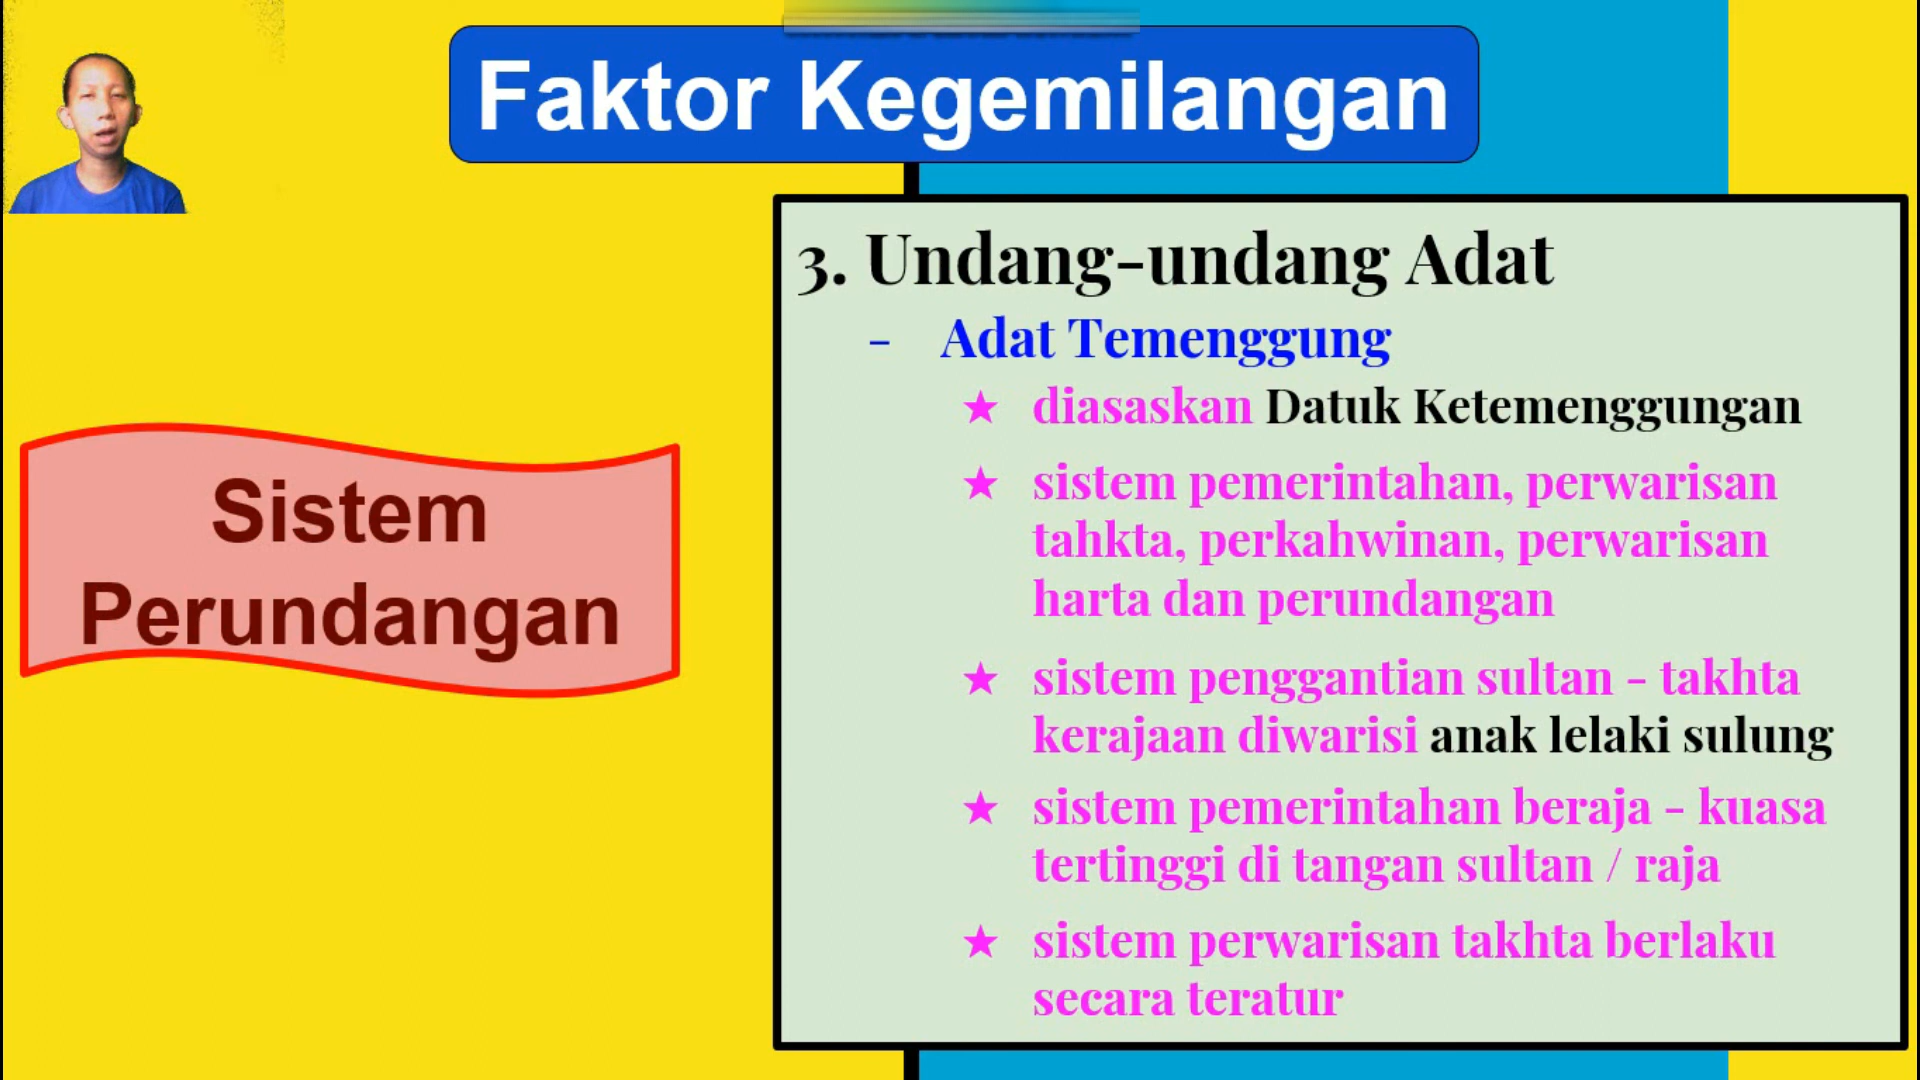 Faktor Kegemilangan
Sistem
Perundangan
3. Undang-undang Adat
- Adat Temenggung
★ diasaskan Datuk Ketemenggungan
★ sistem pemerintahan, perwarisan
tahkta, perkahwinan, perwarisan
harta dan perundangan
★ sistem penggantian sultan - takhta
kerajaan diwarisi anak lelaki sulung
★ sistem pemerintahan beraja - kuasa
tertinggi di tangan sultan / raja
★ sistem perwarisan takhta berlaku
secara teratur